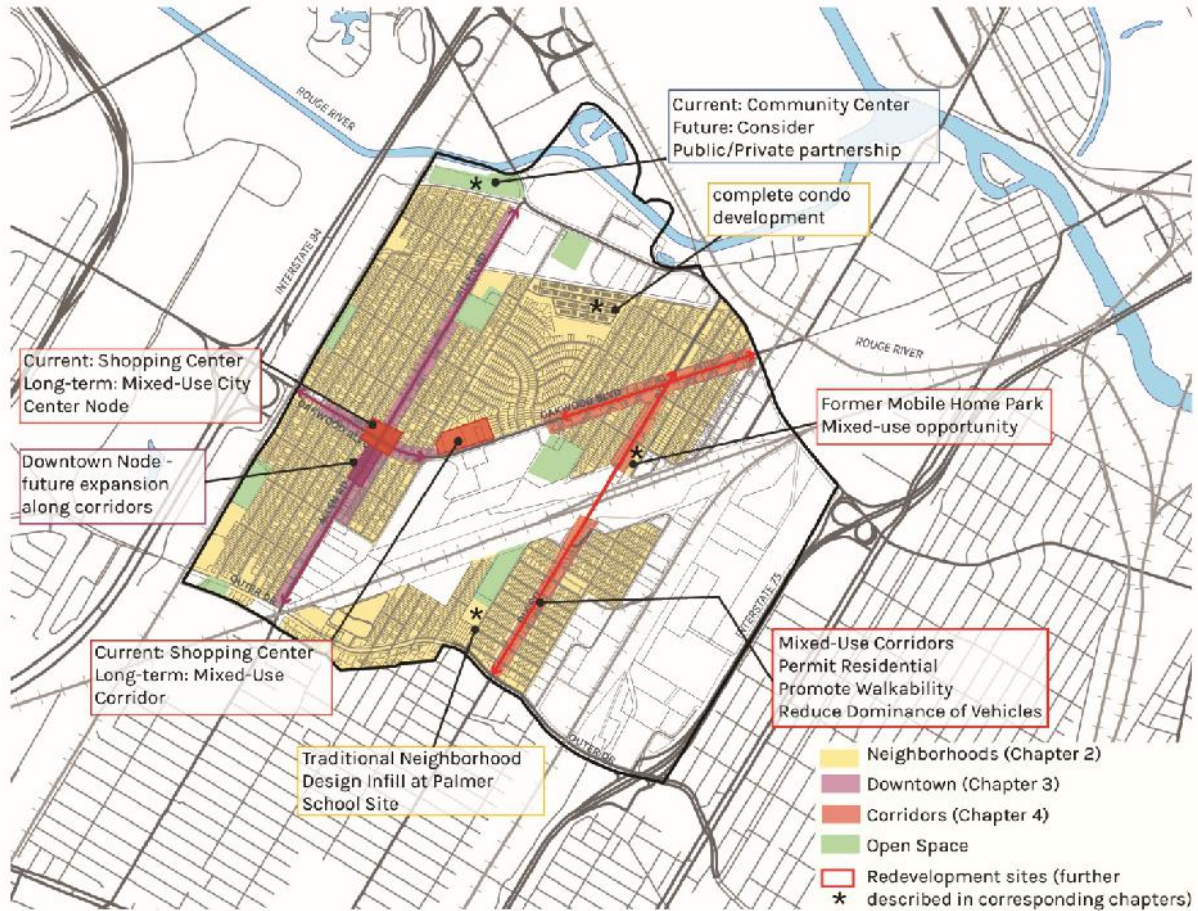 ROUGE RIVER
Current: Community Center
Future: Consider
Public/Private partnership
complete condo
development
INTERSTATE 94
ROUGE RIVER
Current: Shopping Center
Long-term: Mixed-Use City
Center Node
OAKWOOD BLVD
Former Mobile Home Park
Mixed-use opportunity
Downtown Node -
future expansion
along corridors
INTERSTATE 75
Current: Shopping Center
Long-term: Mixed-Use
Corridor
Mixed-Use Corridors
Permit Residential
Promote Walkability
Reduce Dominance of Vehicles
OUTER DR
Traditional Neighborhood
Design Infill at Palmer
School Site
Neighborhoods (Chapter 2)
Downtown (Chapter 3)
Corridors (Chapter 4)
Open Space
Redevelopment sites (further
* described in corresponding chapters)